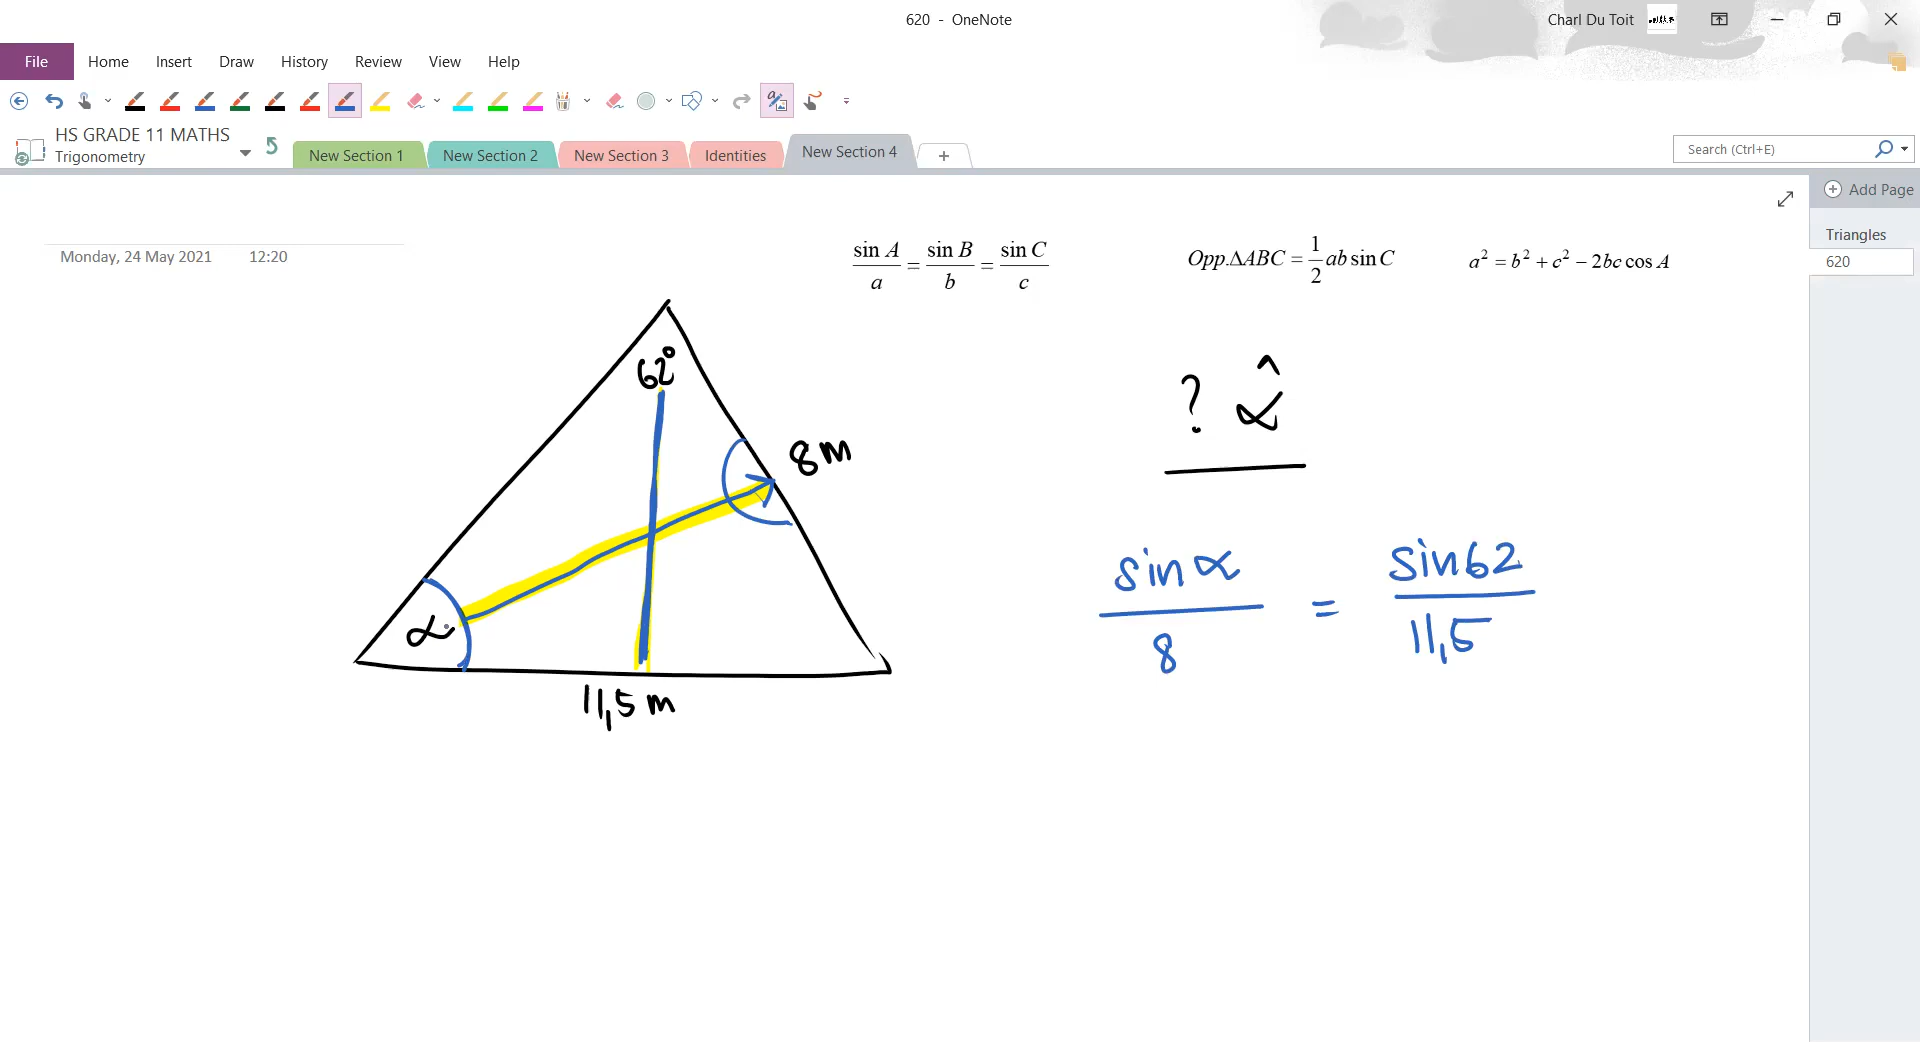 620 - OneNote
Charl Du Toit
File Home Insert Draw History Review View Help
HS GRADE 11 MATHS
Trigonometry
New Section 1 New Section 2 New Section 3 Identities New Section 4 +
Search (Ctrl+E)
Add Page
Triangles
620
Monday, 24 May 2021 12:20
sin A / a = sin B / b = sin C / c
Opp.ΔABC = 1/2 ab sin C
a² = b² + c² − 2bc cos A
62°
8m
? α̂
α
11,5 m
sin α / 8 = sin 62 / 11,5